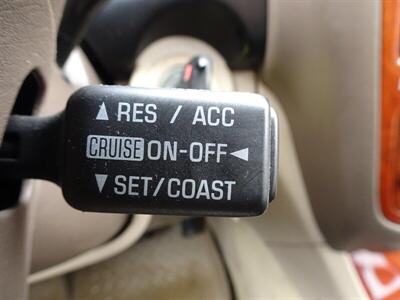 ▲ RES / ACC
CRUISE ON-OFF ◄
▼ SET/COAST